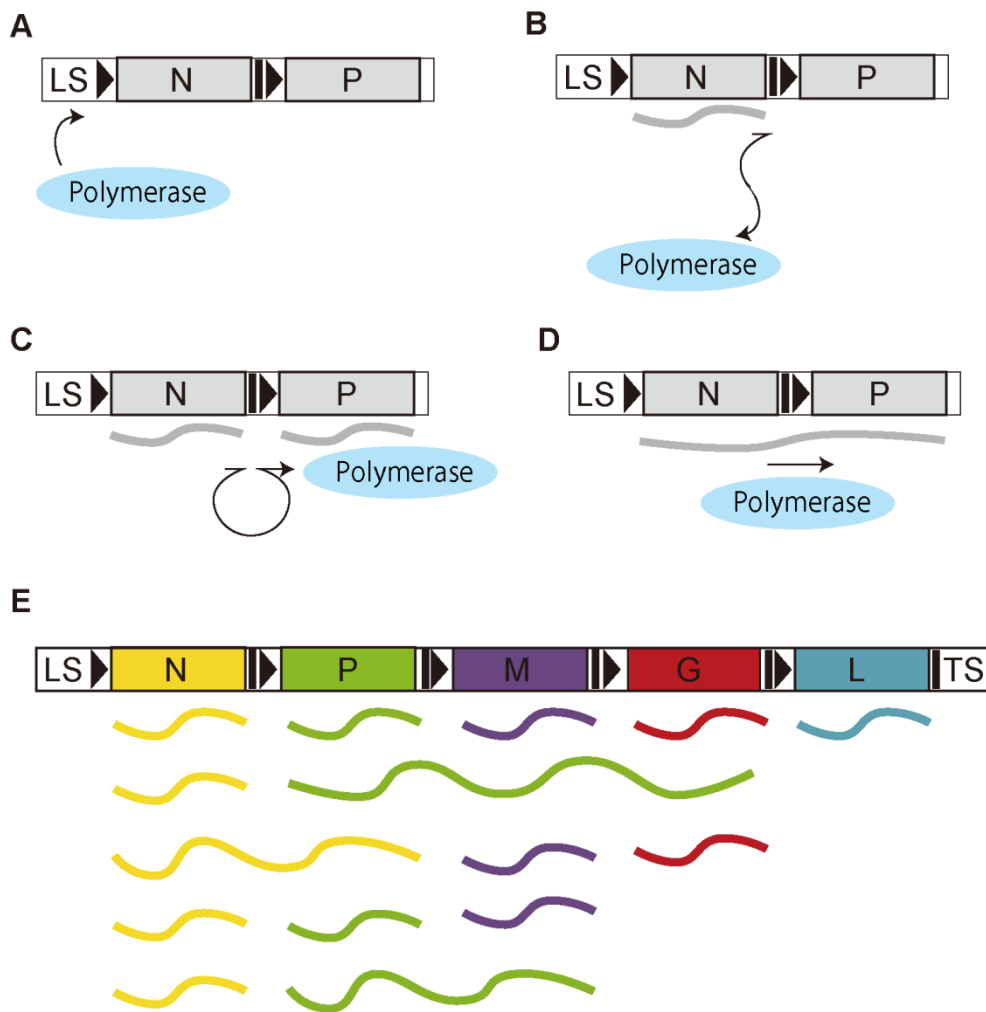 A
LS N P
Polymerase
B
LS N P
Polymerase
C
LS N P
Polymerase
D
LS N P
Polymerase
E
LS N P M G L TS